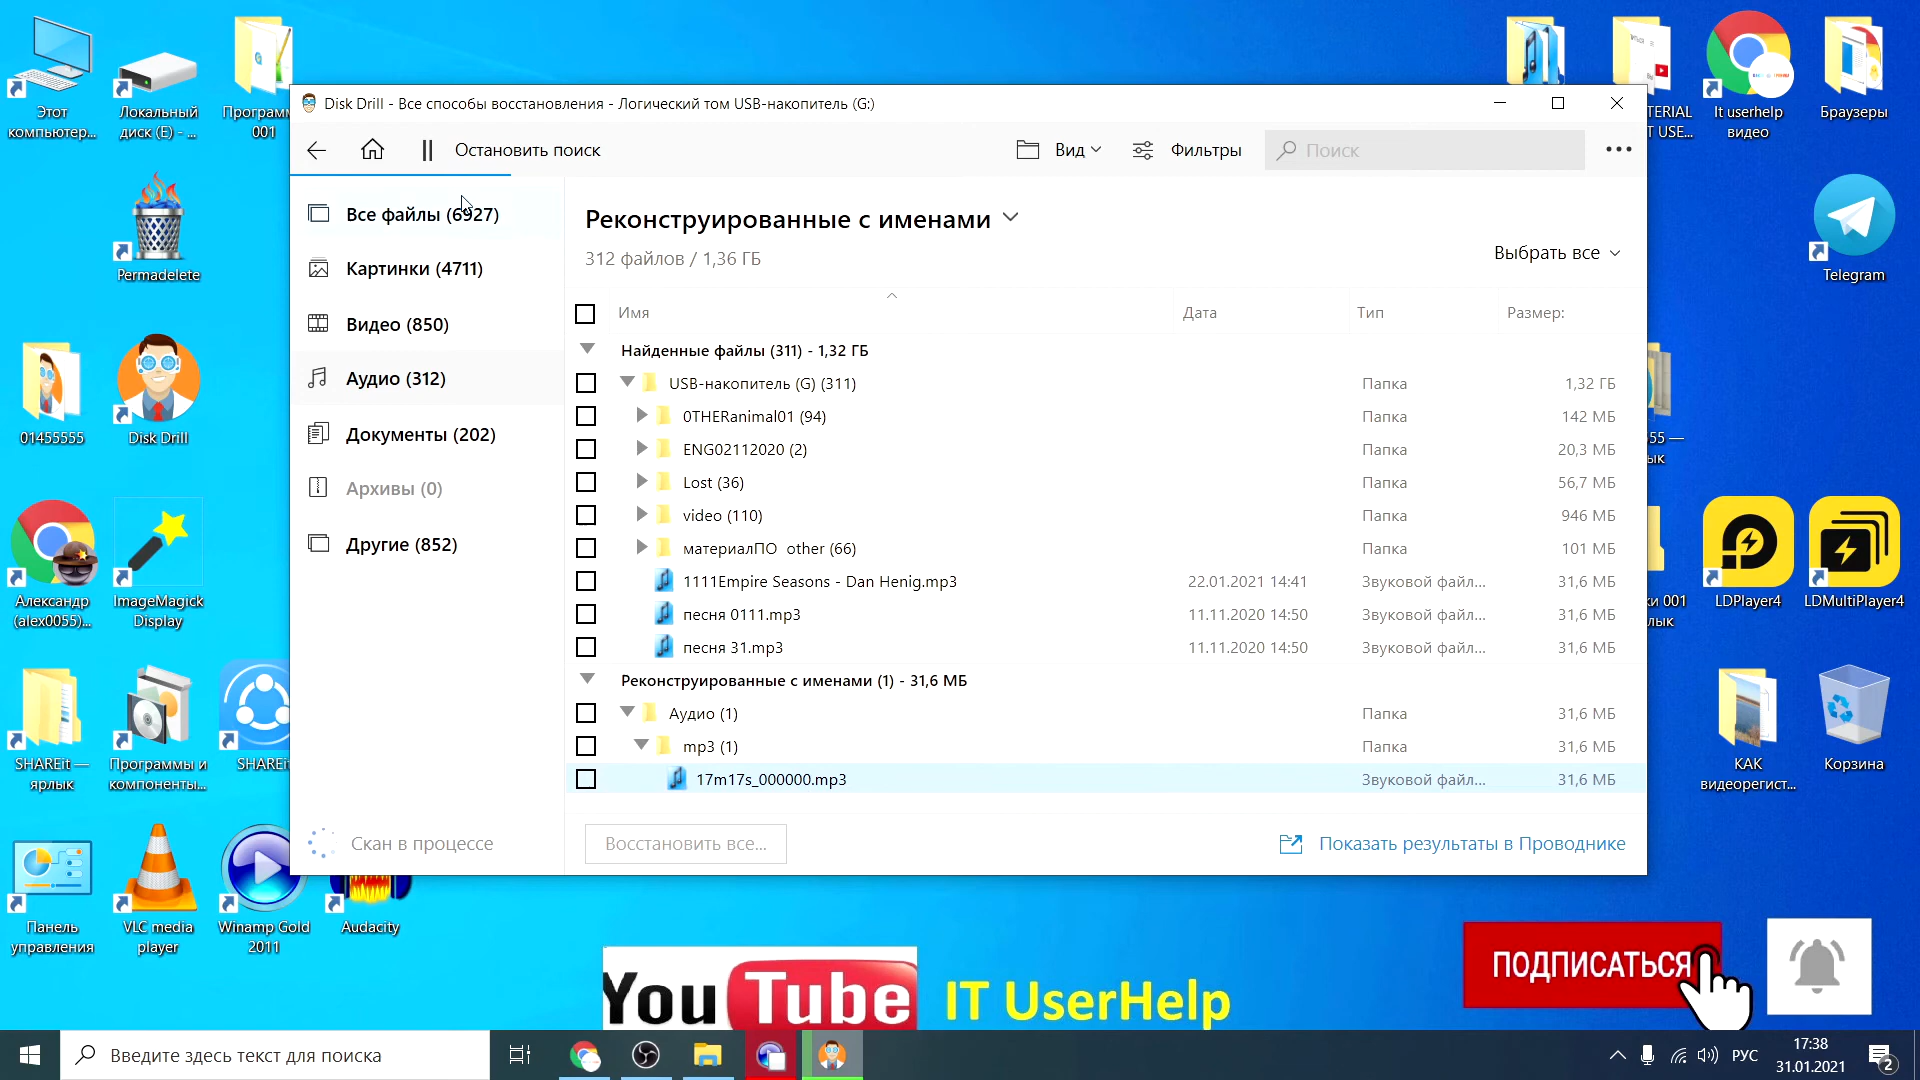 Этот
компьютер...
Локальный
диск (E) - ...
Программ
001
TERIAL
T USE...
It userhelp
видео
Браузеры
Disk Drill - Все способы восстановления - Логический том USB-накопитель (G:)
Остановить поиск
Вид
Фильтры
Поиск
Все файлы (6927)
Картинки (4711)
Видео (850)
Аудио (312)
Документы (202)
Архивы (0)
Другие (852)
Скан в процессе
Реконструированные с именами
312 файлов / 1,36 ГБ
Выбрать все
Имя Дата Тип Размер:
Найденные файлы (311) - 1,32 ГБ
USB-накопитель (G) (311) Папка 1,32 ГБ
0THERanimal01 (94) Папка 142 МБ
ENG02112020 (2) Папка 20,3 МБ
Lost (36) Папка 56,7 МБ
video (110) Папка 946 МБ
материалПО other (66) Папка 101 МБ
1111Empire Seasons - Dan Henig.mp3 22.01.2021 14:41 Звуковой файл... 31,6 МБ
песня 0111.mp3 11.11.2020 14:50 Звуковой файл... 31,6 МБ
песня 31.mp3 11.11.2020 14:50 Звуковой файл... 31,6 МБ
Реконструированные с именами (1) - 31,6 МБ
Аудио (1) Папка 31,6 МБ
mp3 (1) Папка 31,6 МБ
17m17s_000000.mp3 Звуковой файл... 31,6 МБ
Восстановить все...
Показать результаты в Проводнике
Permadelete
Telegram
01455555
Disk Drill
55 —
ык
Александр
(alex0055)...
ImageMagick
Display
ки 001
лык
LDPlayer4
LDMultiPlayer4
SHAREit —
ярлык
Программы и
компоненты...
SHAREit
КАК
видеорегист...
Корзина
Панель
управления
VLC media
player
Winamp Gold
2011
Audacity
YouTube
IT UserHelp
ПОДПИСАТЬСЯ
Введите здесь текст для поиска
РУС
17:38
31.01.2021
2